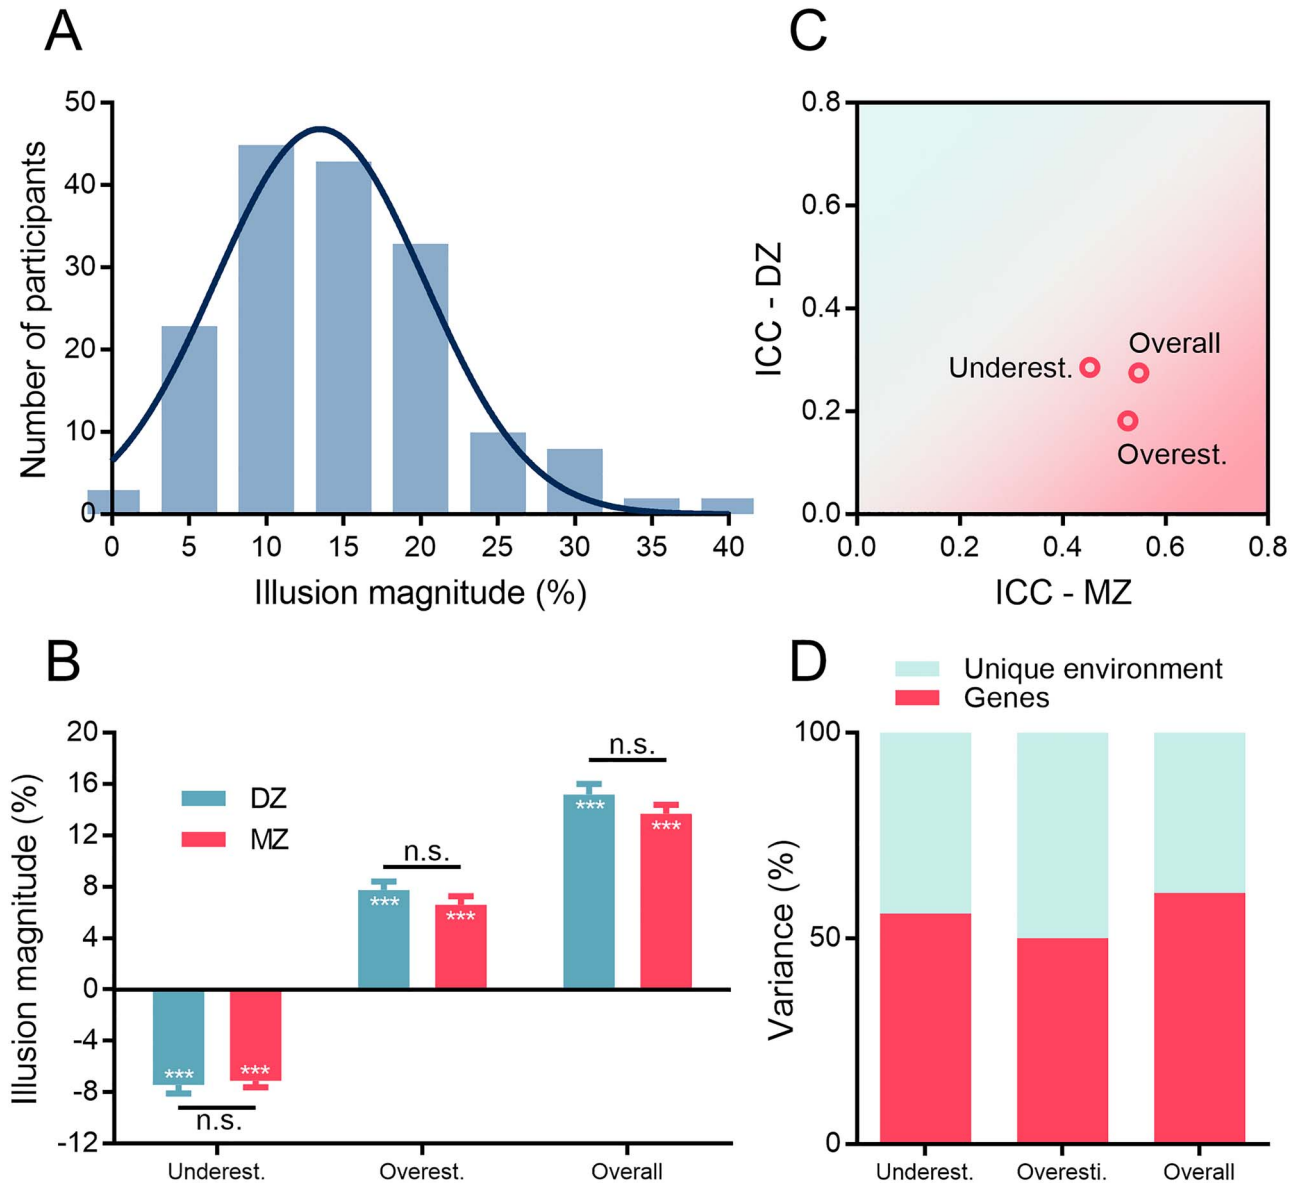 A
50
40
30
20
10
0
Number of participants
0 5 10 15 20 25 30 35 40
Illusion magnitude (%)
C
0.8
0.6
0.4
0.2
0.0
ICC - DZ
Overall
Underest.
Overest.
0.0 0.2 0.4 0.6 0.8
ICC - MZ
B
20
16
12
8
4
0
-4
-8
-12
Illusion magnitude (%)
DZ
MZ
n.s.
*** ***
n.s.
*** ***
n.s.
*** ***
Underest. Overest. Overall
D
Unique environment
Genes
100
50
0
Variance (%)
Underest. Overesti. Overall